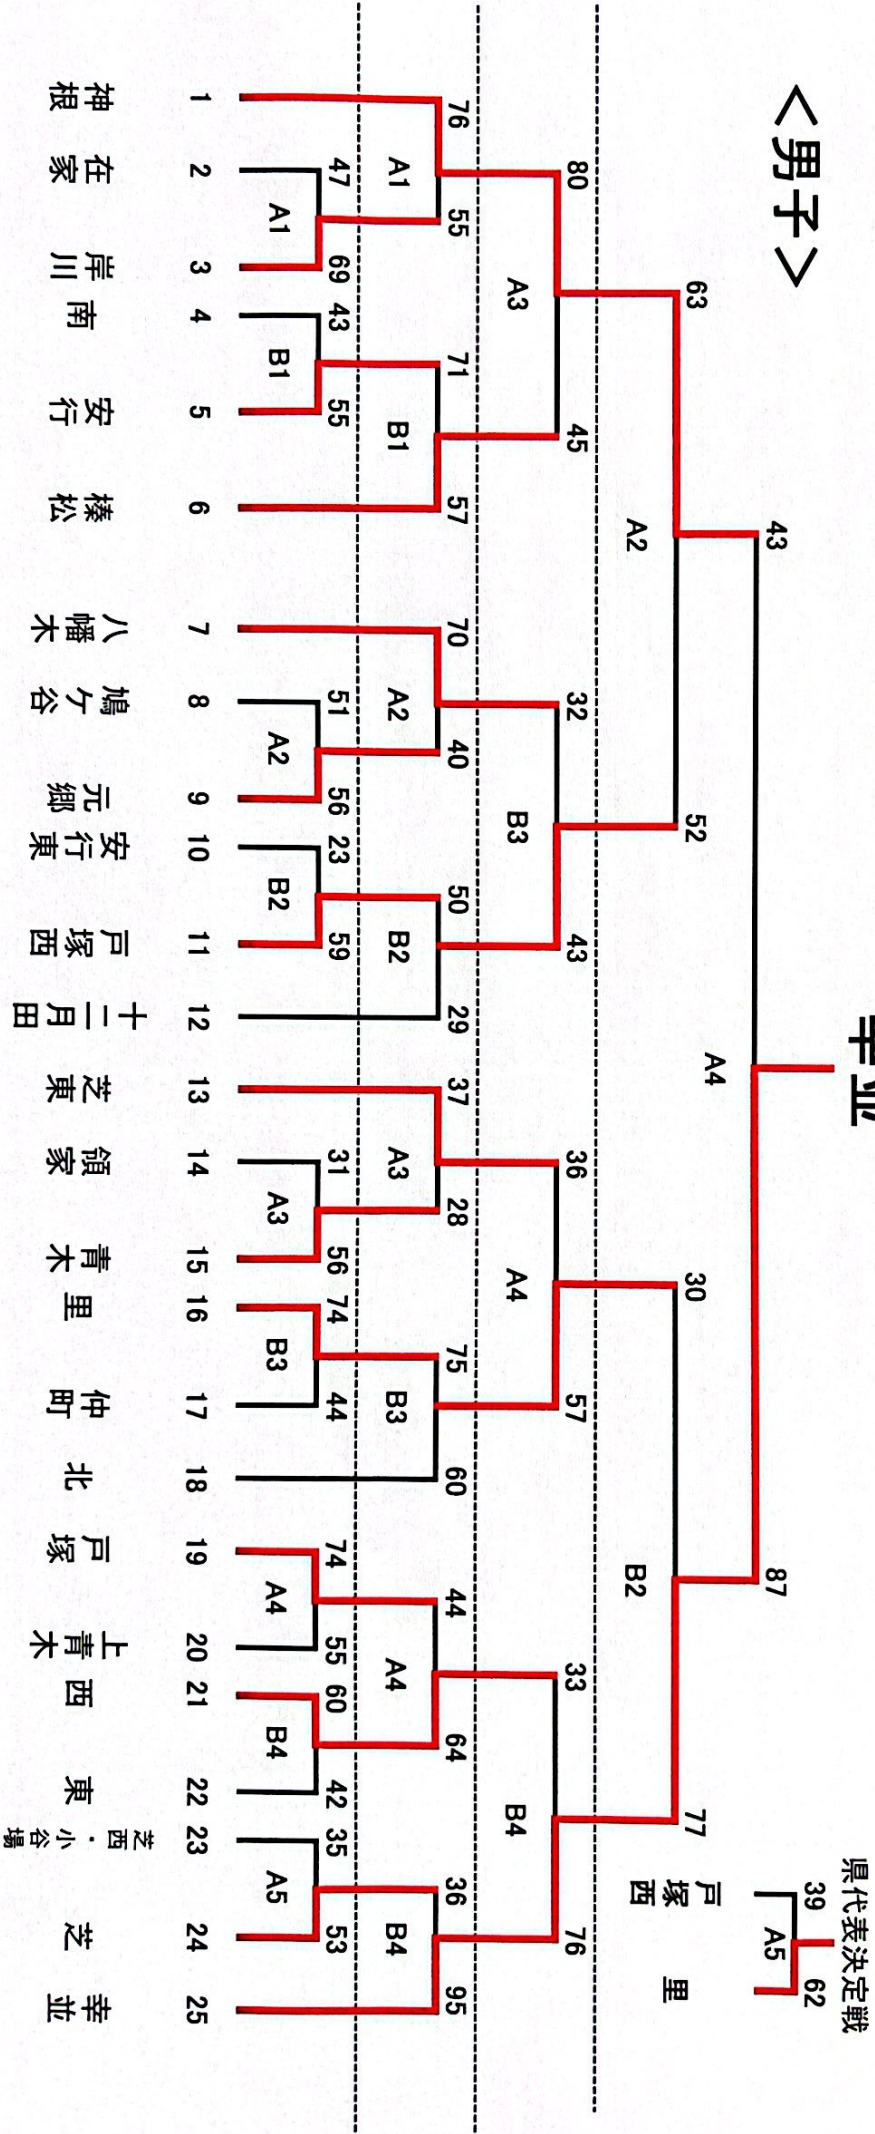 <男子>
幸並
43 A4 87
63 A2 52
30 B2 77
80 A3 45
32 B3 43
36 A4 57
33 B4 76
76 A1 55
71 B1 57
70 A2 40
50 B2 29
37 A3 28
75 B3 60
44 A4 64
36 B4 95
47 A1 69
43 B1 55
51 A2 56
23 B2 59
31 A3 56
74 B3 44
74 A4 55
60 B4 42
35 A5 53
1 神根
2 在家
3 岸川
4 南
5 安行
6 榛松
7 八幡木
8 鳩ケ谷
9 元郷
10 安行東
11 戸塚西
12 十二月田
13 芝東
14 領家
15 青木
16 里
17 仲町
18 北
19 戸塚
20 上青木
21 西
22 東
23 芝西・小谷場
24 芝
25 幸並
県代表決定戦
39 A5 62
戸塚西 里